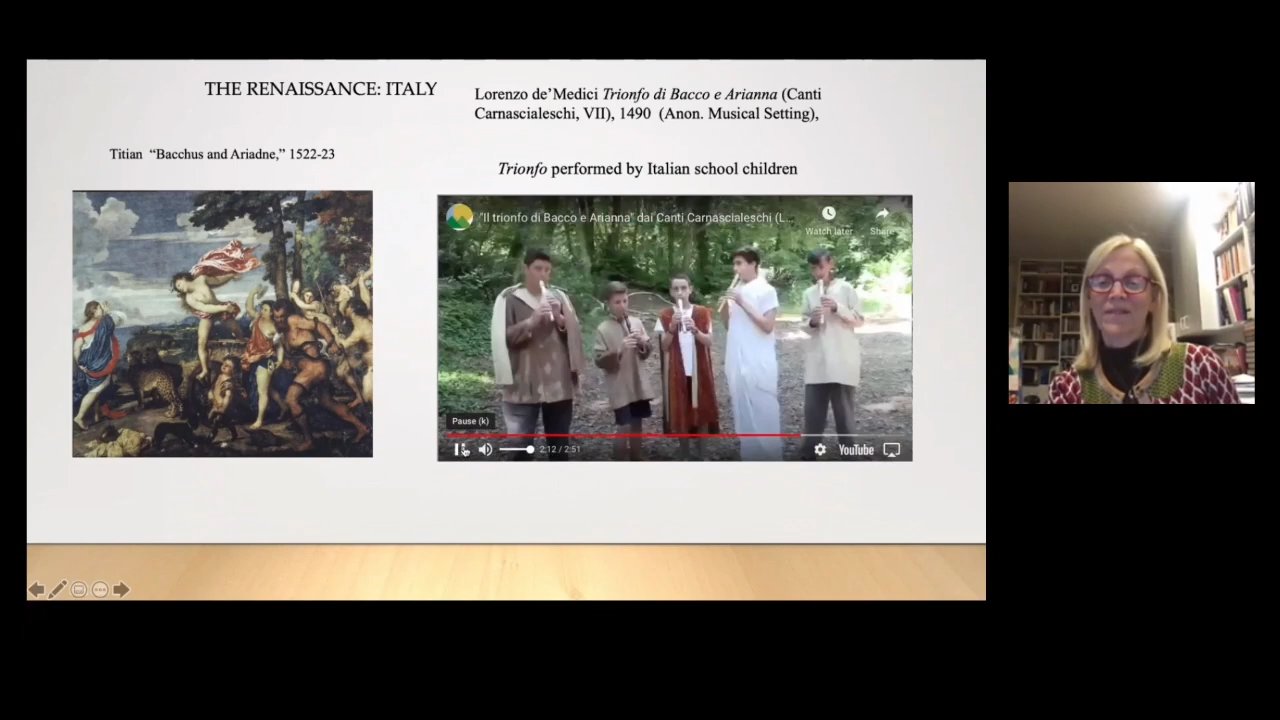 THE RENAISSANCE: ITALY
Lorenzo de’Medici Trionfo di Bacco e Arianna (Canti
Carnascialeschi, VII), 1490 (Anon. Musical Setting),
Titian “Bacchus and Ariadne,” 1522-23
Trionfo performed by Italian school children
"Il trionfo di Bacco e Arianna" dai Canti Carnascialeschi (L...
Watch later
Share
Pause (k)
2:12 / 2:51
YouTube